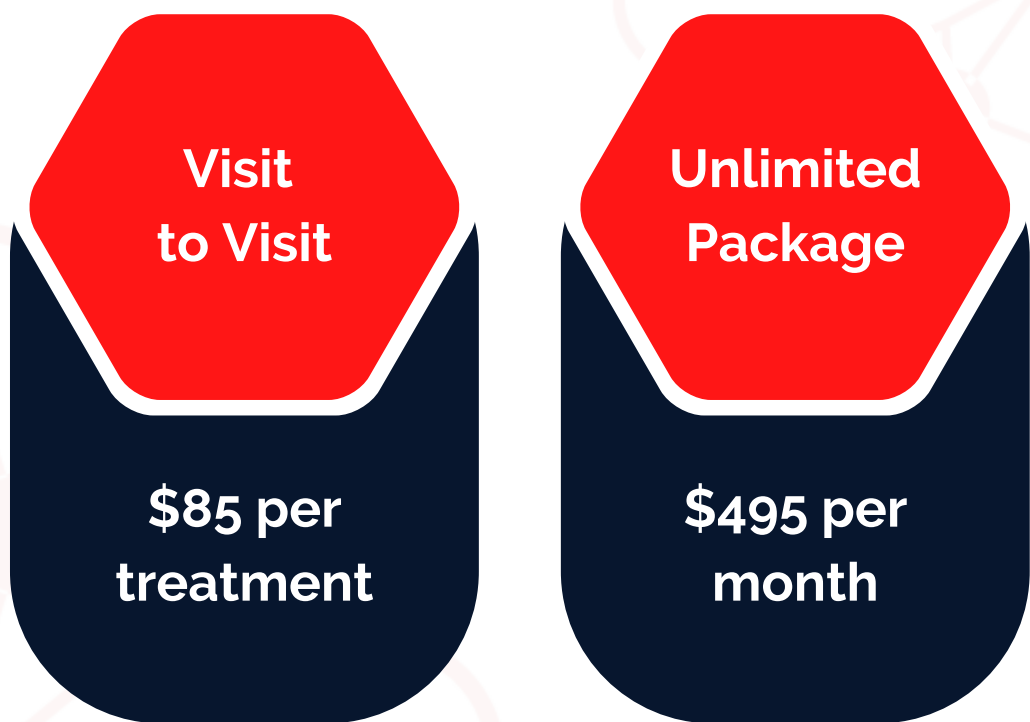 Visit
to Visit
$85 per
treatment
Unlimited
Package
$495 per
month